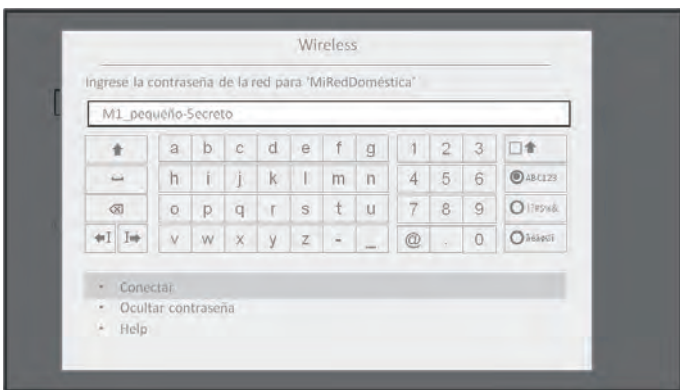 Wireless
Ingrese la contraseña de la red para 'MiRedDoméstica'
M1_pequeño-Secreto
a b c d e f g 1 2 3
h i j k l m n 4 5 6 ABC123
o p q r s t u 7 8 9
v w x y z - _ @ . 0
Conectar
Ocultar contraseña
Help